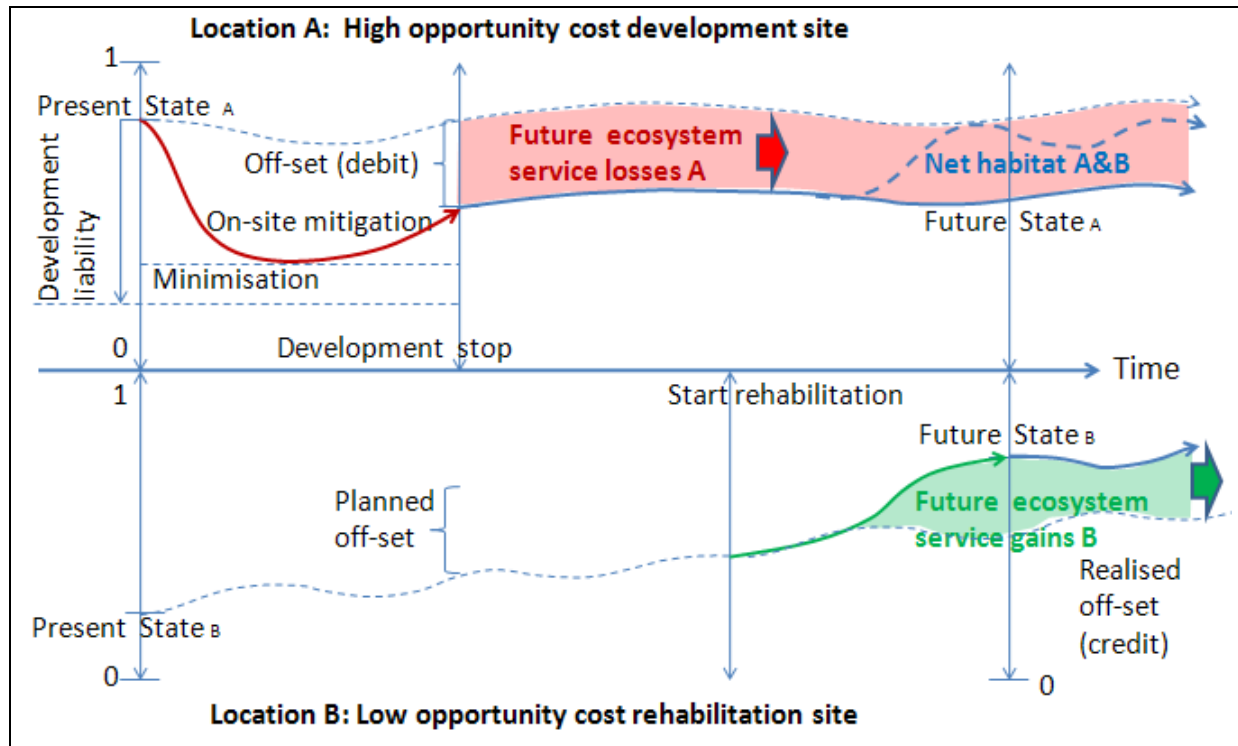 Location A:  High opportunity cost development site
1
Present State A
Development
liability
Off-set (debit)
Future ecosystem
service losses A
Net habitat A&B
On-site mitigation
Future State A
Minimisation
0
Development stop
Time
1
Start rehabilitation
Future State B
Planned
off-set
Future ecosystem
service gains B
Realised
off-set
(credit)
Present State B
0
0
Location B: Low opportunity cost rehabilitation site